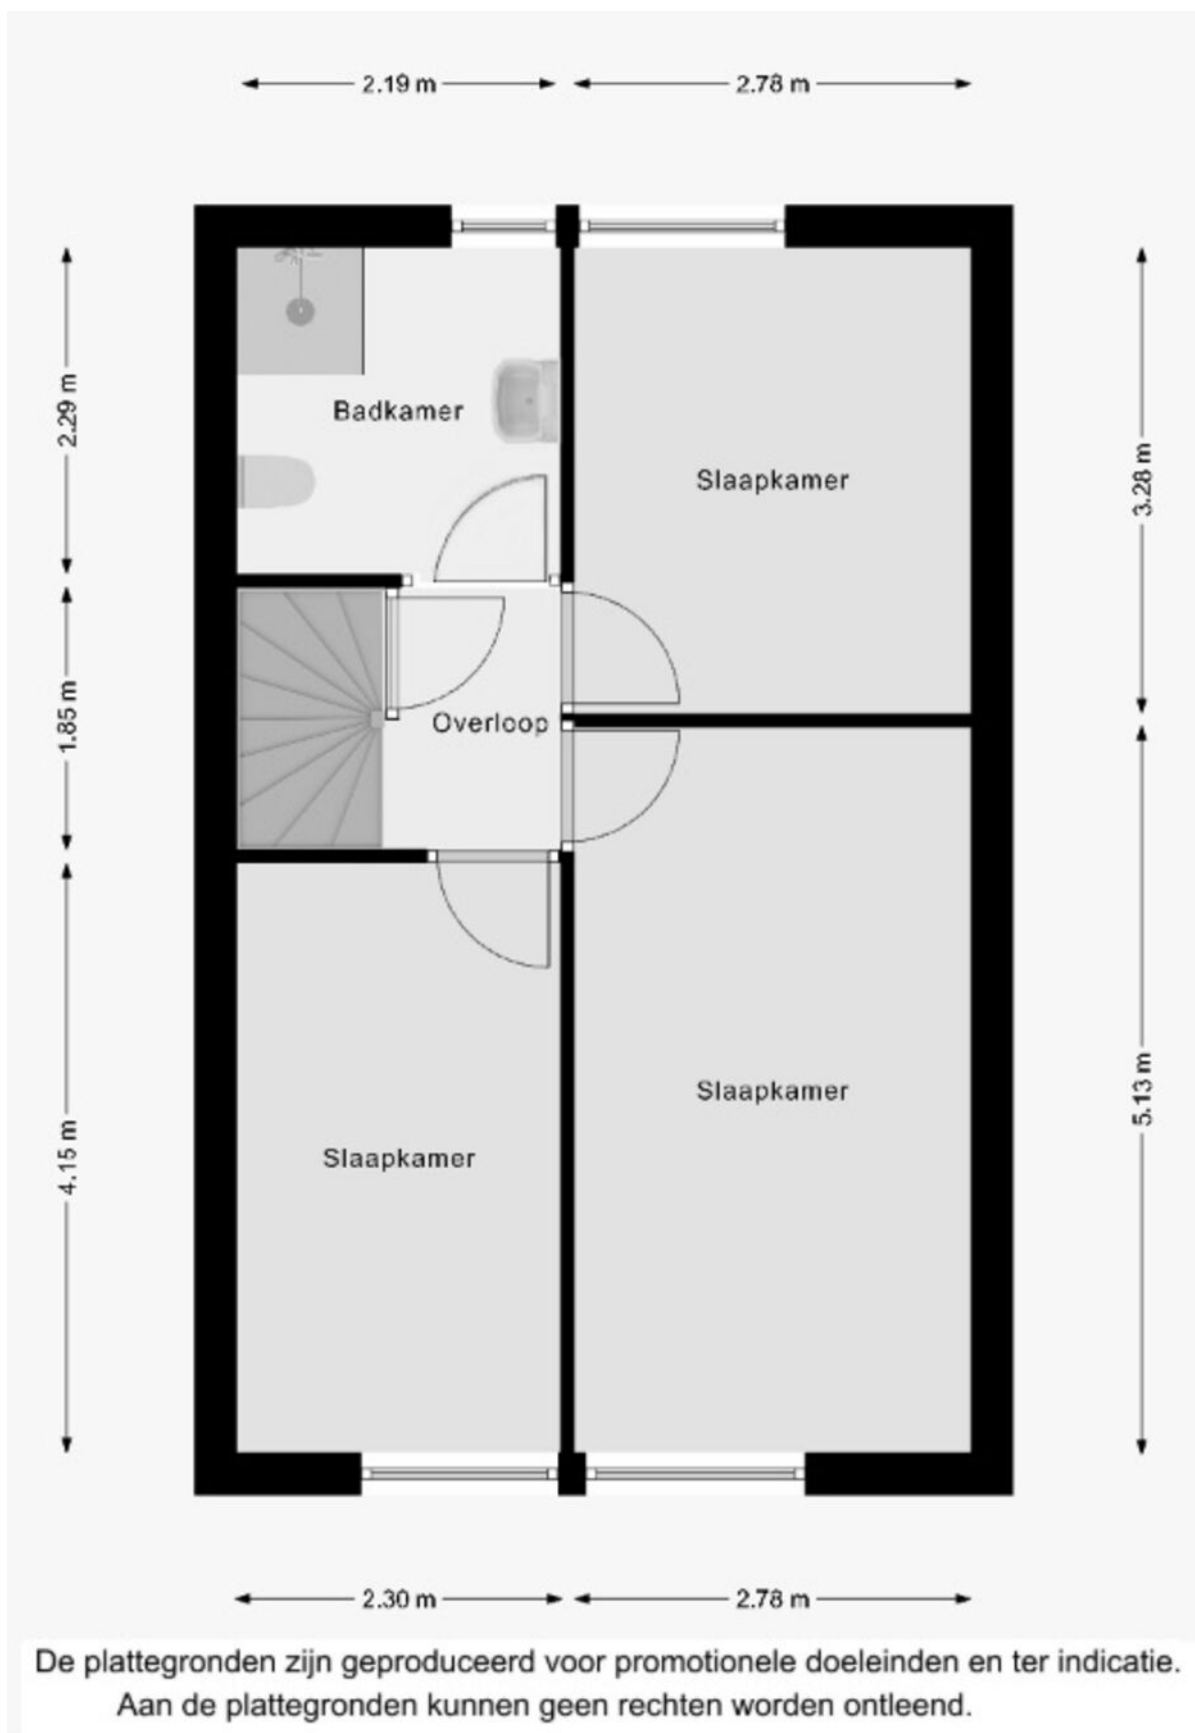 2.19 m
2.78 m
2.29 m
Badkamer
Slaapkamer
3.28 m
1.85 m
Overloop
4.15 m
Slaapkamer
Slaapkamer
5.13 m
2.30 m
2.78 m
De plattegronden zijn geproduceerd voor promotionele doeleinden en ter indicatie.
Aan de plattegronden kunnen geen rechten worden ontleend.